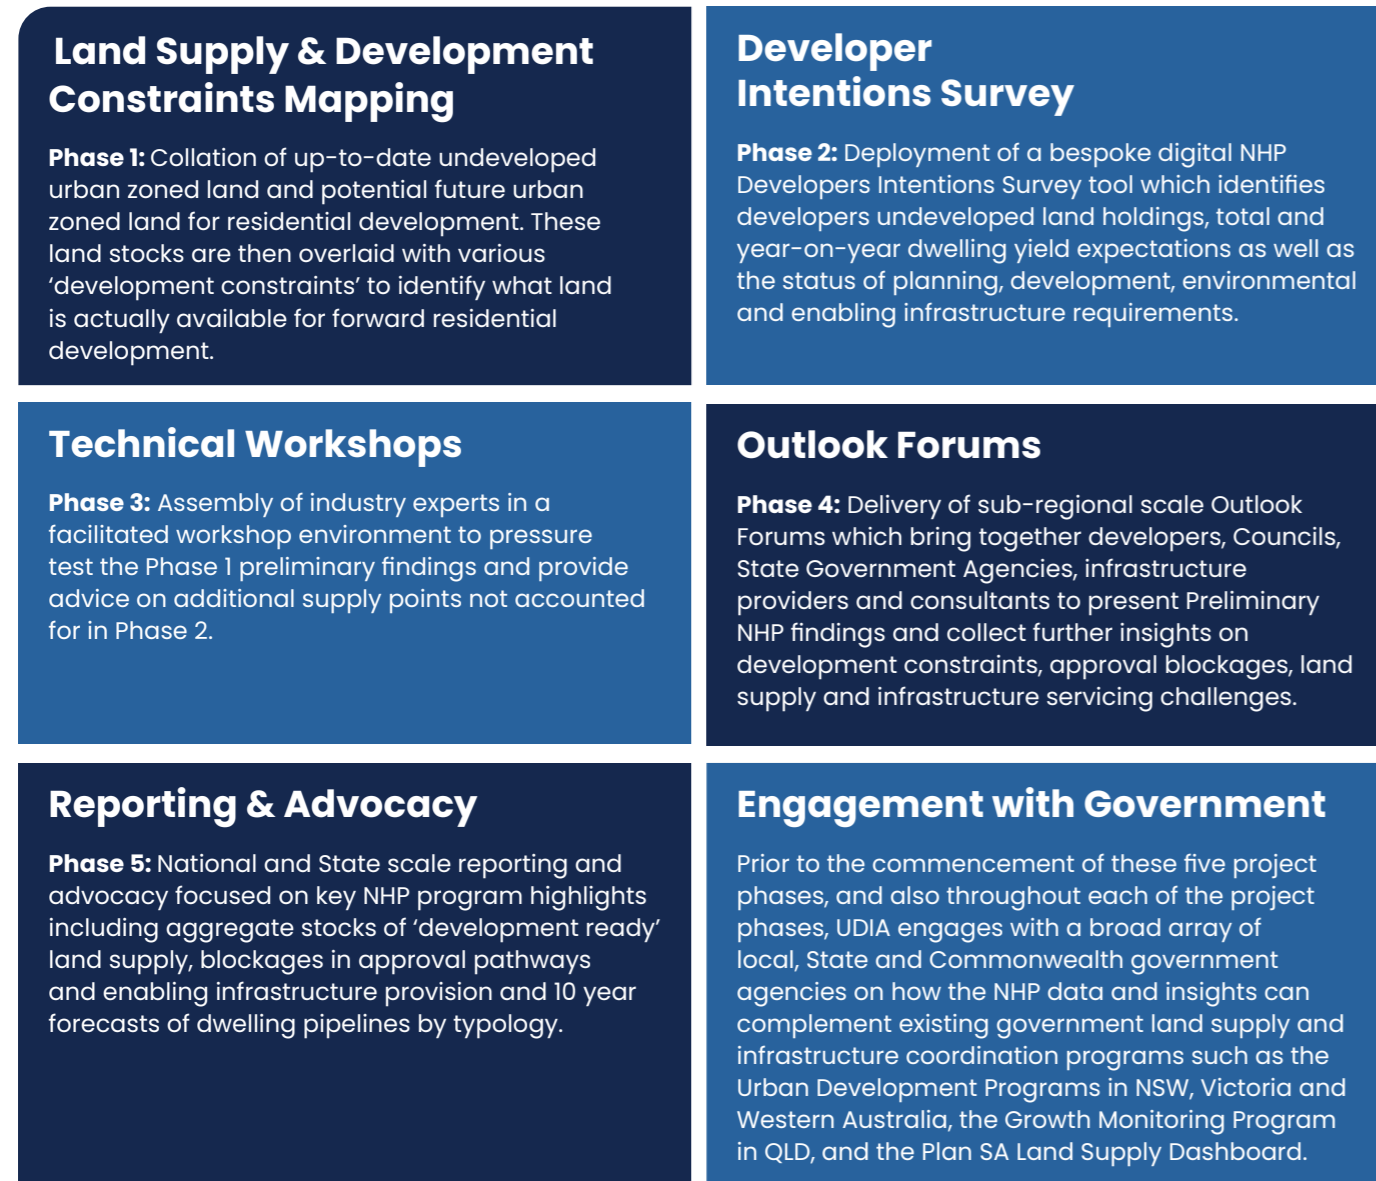 Land Supply & Development
Constraints Mapping
Phase 1: Collation of up-to-date undeveloped
urban zoned land and potential future urban
zoned land for residential development. These
land stocks are then overlaid with various
‘development constraints’ to identify what land
is actually available for forward residential
development.
Developer
Intentions Survey
Phase 2: Deployment of a bespoke digital NHP
Developers Intentions Survey tool which identifies
developers undeveloped land holdings, total and
year-on-year dwelling yield expectations as well as
the status of planning, development, environmental
and enabling infrastructure requirements.
Technical Workshops
Phase 3: Assembly of industry experts in a
facilitated workshop environment to pressure
test the Phase 1 preliminary findings and provide
advice on additional supply points not accounted
for in Phase 2.
Outlook Forums
Phase 4: Delivery of sub-regional scale Outlook
Forums which bring together developers, Councils,
State Government Agencies, infrastructure
providers and consultants to present Preliminary
NHP findings and collect further insights on
development constraints, approval blockages, land
supply and infrastructure servicing challenges.
Reporting & Advocacy
Phase 5: National and State scale reporting and
advocacy focused on key NHP program highlights
including aggregate stocks of ‘development ready’
land supply, blockages in approval pathways
and enabling infrastructure provision and 10 year
forecasts of dwelling pipelines by typology.
Engagement with Government
Prior to the commencement of these five project
phases, and also throughout each of the project
phases, UDIA engages with a broad array of
local, State and Commonwealth government
agencies on how the NHP data and insights can
complement existing government land supply and
infrastructure coordination programs such as the
Urban Development Programs in NSW, Victoria and
Western Australia, the Growth Monitoring Program
in QLD, and the Plan SA Land Supply Dashboard.